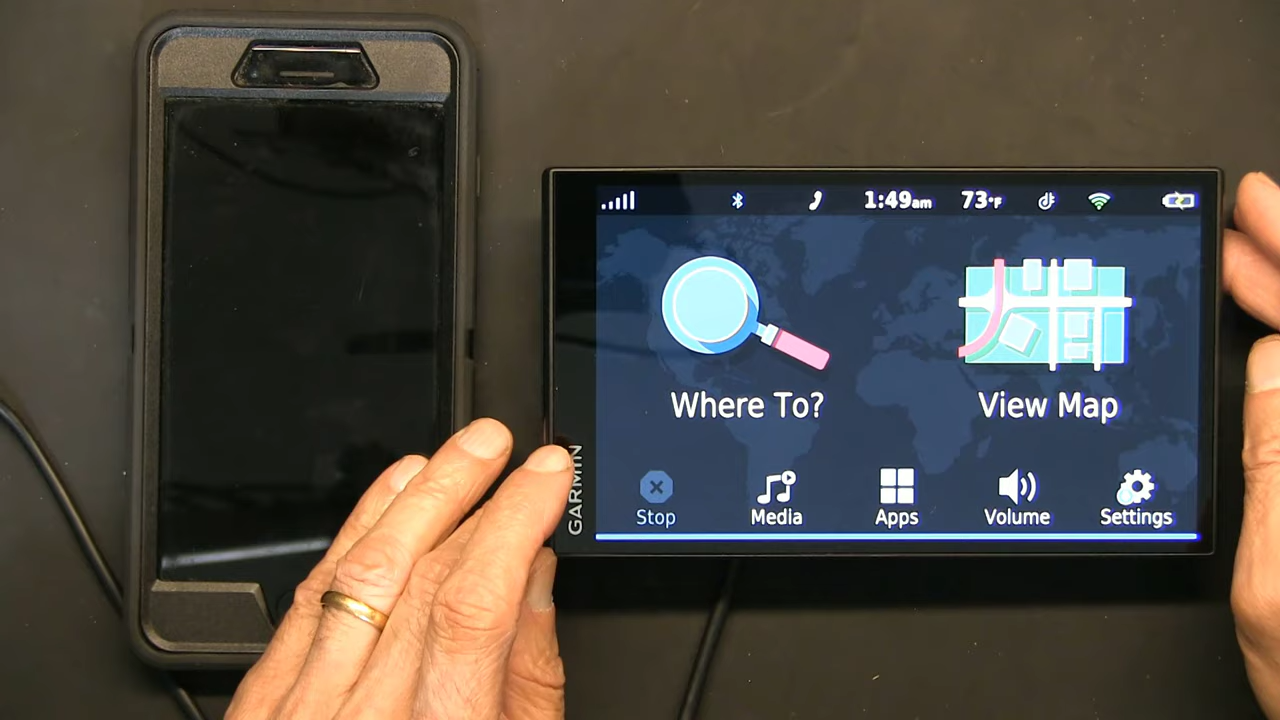 1:49am 73°F
Where To? View Map
GARMIN
Stop Media Apps Volume Settings